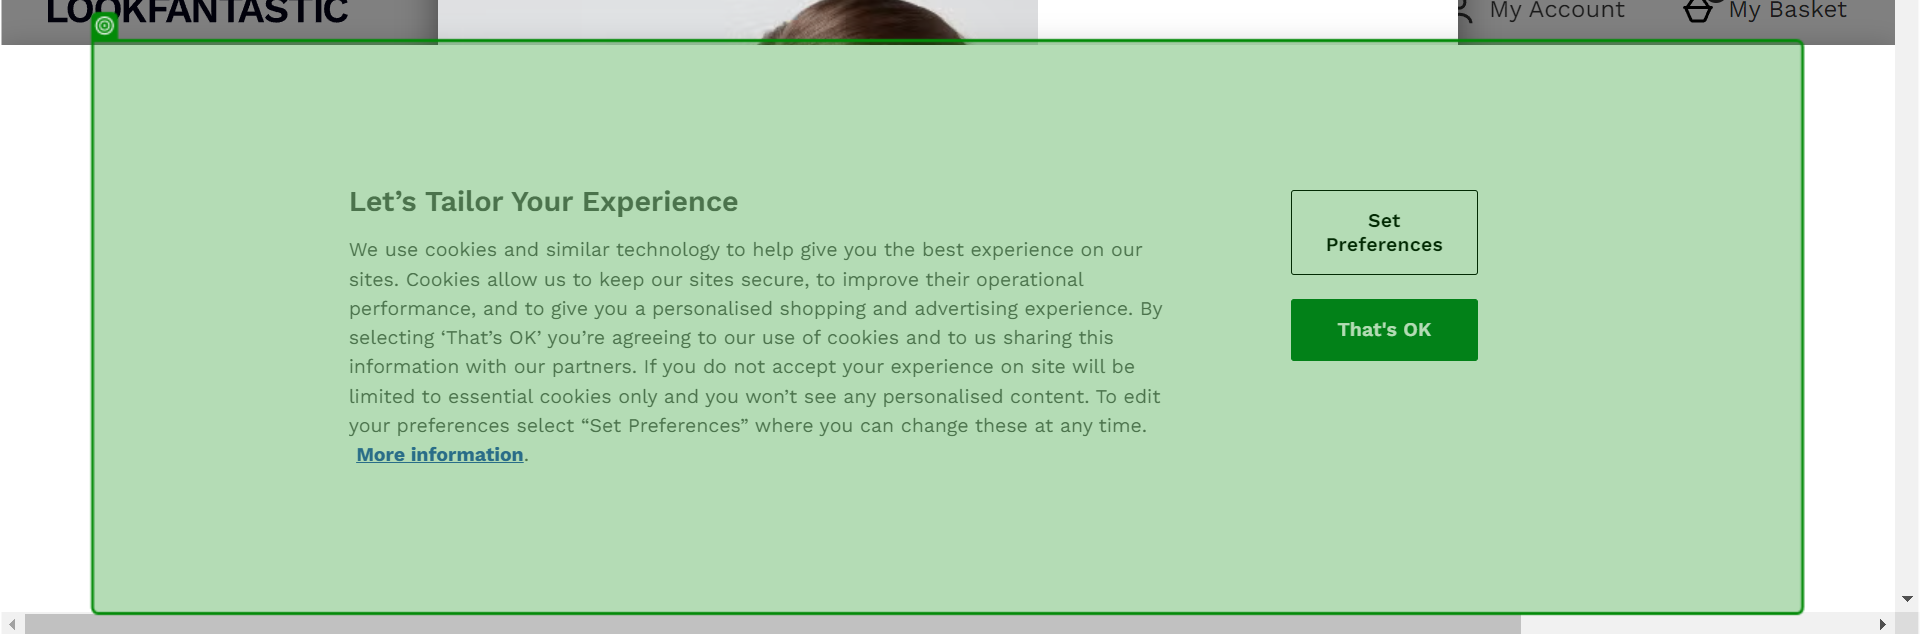 LOOKFANTASTIC
My Account
My Basket
Let’s Tailor Your Experience
We use cookies and similar technology to help give you the best experience on our
sites. Cookies allow us to keep our sites secure, to improve their operational
performance, and to give you a personalised shopping and advertising experience. By
selecting ‘That’s OK’ you’re agreeing to our use of cookies and to us sharing this
information with our partners. If you do not accept your experience on site will be
limited to essential cookies only and you won’t see any personalised content. To edit
your preferences select “Set Preferences” where you can change these at any time.
More information.
Set
Preferences
That's OK